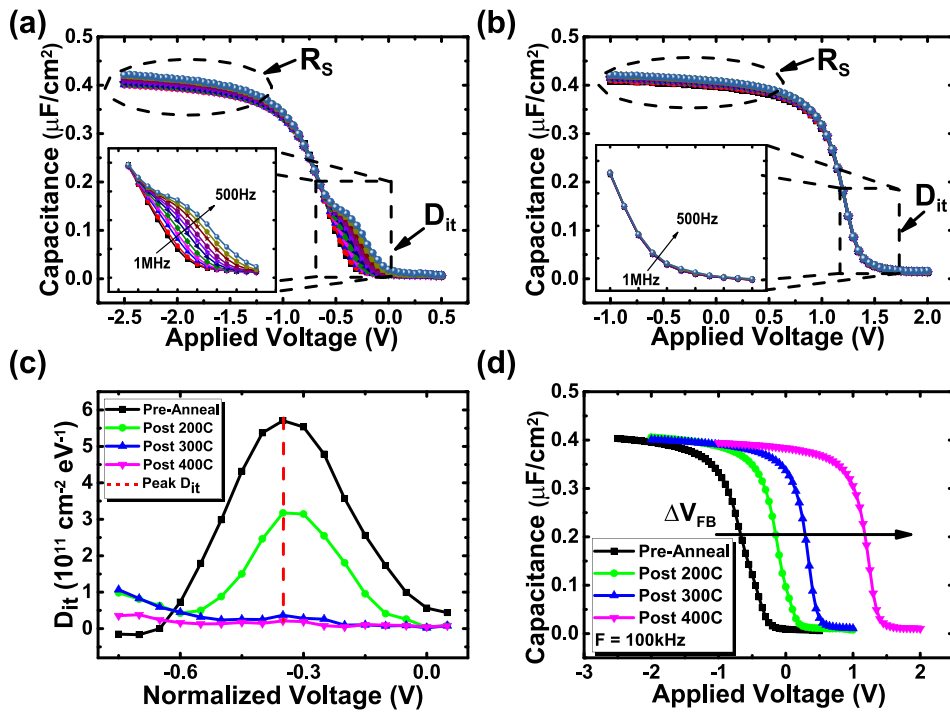 (a)
0.5
0.4
0.3
0.2
0.1
0.0
Capacitance (μF/cm²)
R_S
500Hz
1MHz
D_it
-2.5 -2.0 -1.5 -1.0 -0.5 0.0 0.5
Applied Voltage (V)
(b)
0.5
0.4
0.3
0.2
0.1
0.0
Capacitance (μF/cm²)
R_S
500Hz
1MHz
D_it
-1.0 -0.5 0.0 0.5 1.0 1.5 2.0
Applied Voltage (V)
(c)
6
5
4
3
2
1
0
D_it (10¹¹ cm⁻² eV⁻¹)
Pre-Anneal
Post 200C
Post 300C
Post 400C
Peak D_it
-0.6 -0.3 0.0
Normalized Voltage (V)
(d)
0.5
0.4
0.3
0.2
0.1
0.0
Capacitance (μF/cm²)
ΔV_FB
Pre-Anneal
Post 200C
Post 300C
Post 400C
F = 100kHz
-3 -2 -1 0 1 2
Applied Voltage (V)